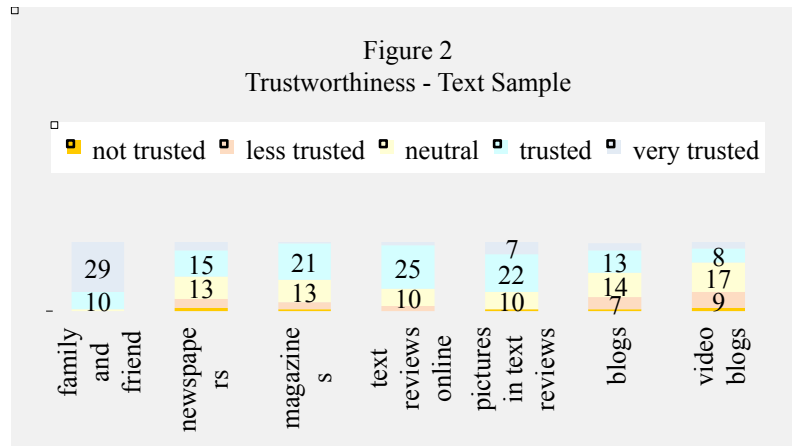 Figure 2
Trustworthiness - Text Sample
not trusted less trusted neutral trusted very trusted
29
10
15
13
21
13
25
10
7
22
10
13
14
7
8
17
9
family
and
friend
newspape
rs
magazine
s
text
reviews
online
pictures
in text
reviews
blogs
video
blogs